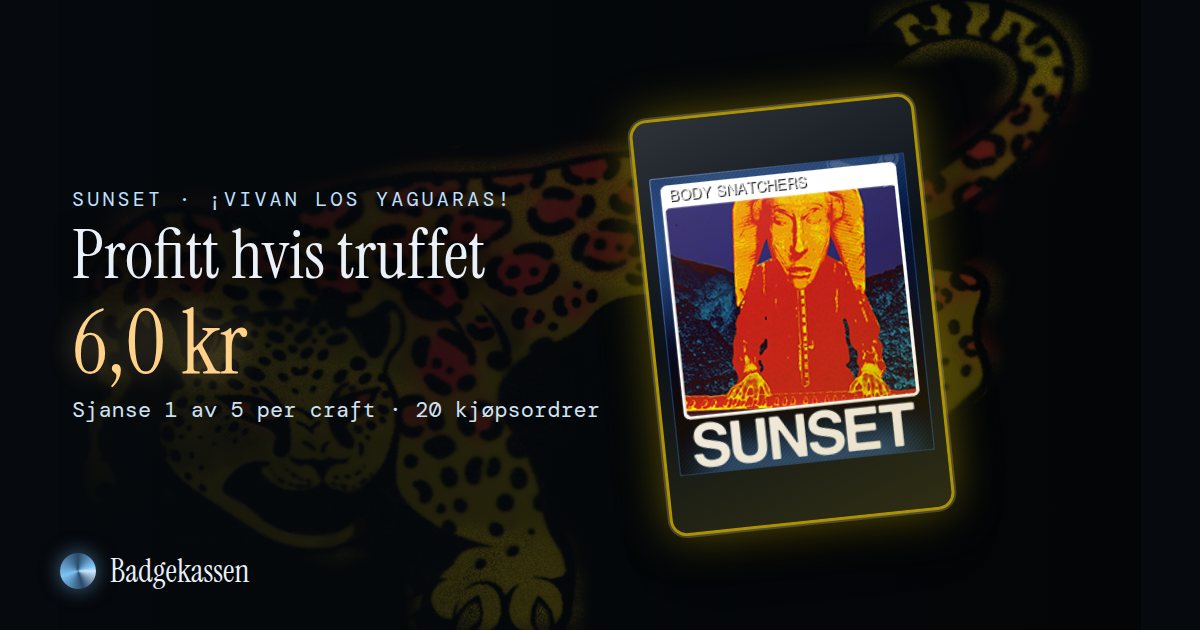 SUNSET · ¡VIVAN LOS YAGUARAS!
Profitt hvis truffet
6,0 kr
Sjanse 1 av 5 per craft · 20 kjøpsordrer
BODY SNATCHERS
SUNSET
Badgekassen